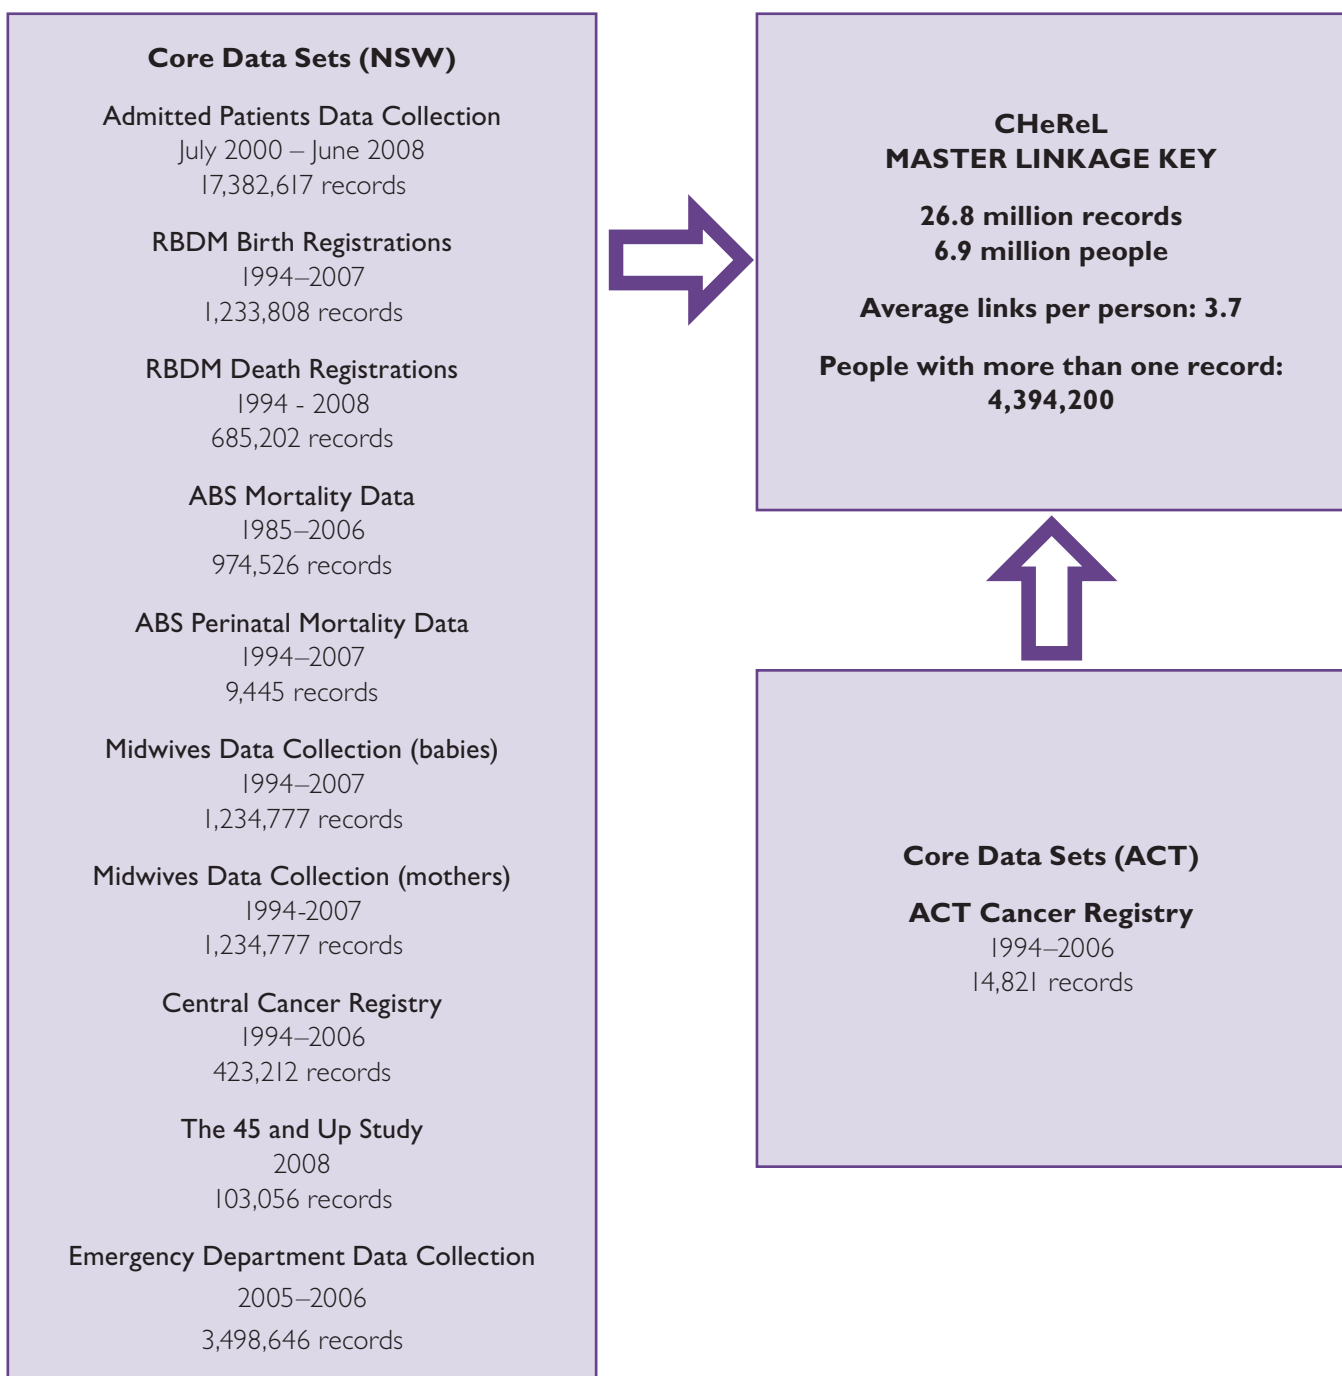 Core Data Sets (NSW)
Admitted Patients Data Collection
July 2000 – June 2008
17,382,617 records
RBDM Birth Registrations
1994–2007
1,233,808 records
RBDM Death Registrations
1994 - 2008
685,202 records
ABS Mortality Data
1985–2006
974,526 records
ABS Perinatal Mortality Data
1994–2007
9,445 records
Midwives Data Collection (babies)
1994–2007
1,234,777 records
Midwives Data Collection (mothers)
1994-2007
1,234,777 records
Central Cancer Registry
1994–2006
423,212 records
The 45 and Up Study
2008
103,056 records
Emergency Department Data Collection
2005–2006
3,498,646 records
CHeReL
MASTER LINKAGE KEY
26.8 million records
6.9 million people
Average links per person: 3.7
People with more than one record:
4,394,200
Core Data Sets (ACT)
ACT Cancer Registry
1994–2006
14,821 records